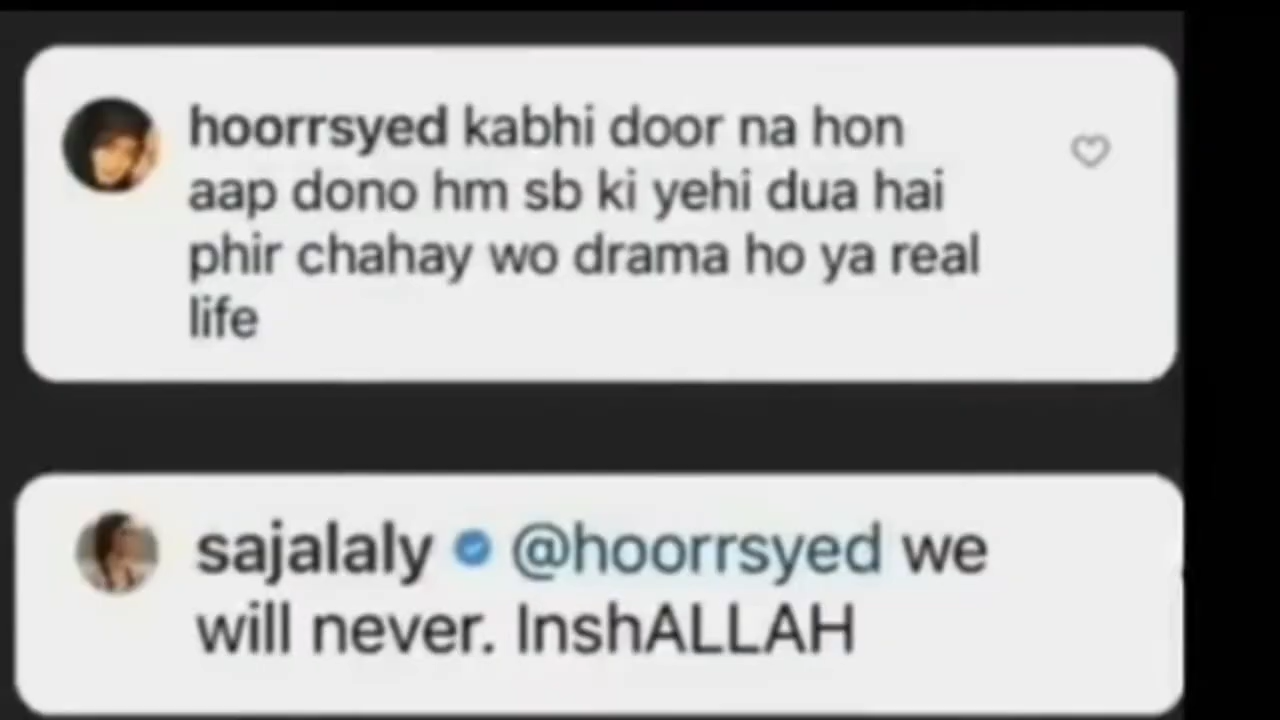 hoorrsyed kabhi door na hon
aap dono hm sb ki yehi dua hai
phir chahay wo drama ho ya real
life
sajalaly @hoorrsyed we
will never. InshALLAH